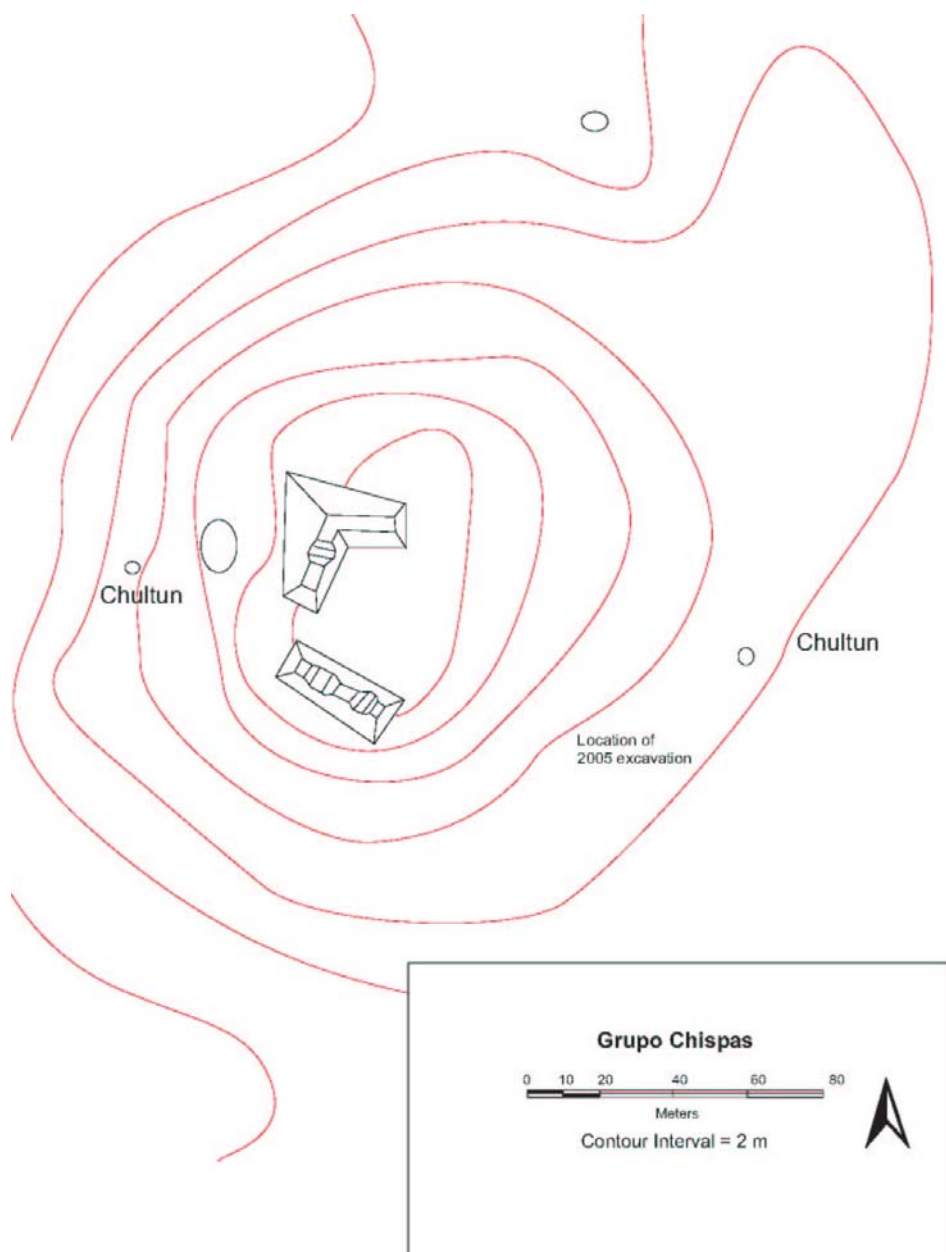 Chultun
Chultun
Location of
2005 excavation
Grupo Chispas
0 10 20 40 60 80
Meters
Contour Interval = 2 m